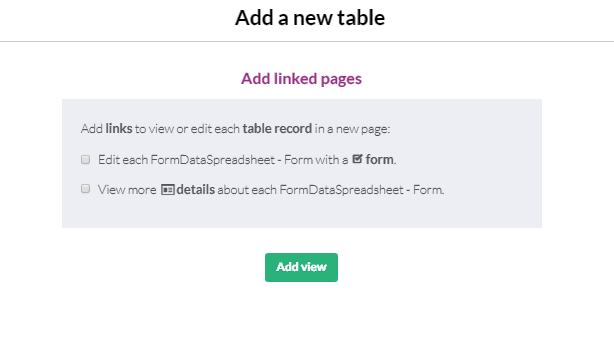 Add a new table
Add linked pages
Add links to view or edit each table record in a new page:
Edit each FormDataSpreadsheet - Form with a form.
View more details about each FormDataSpreadsheet - Form.
Add view